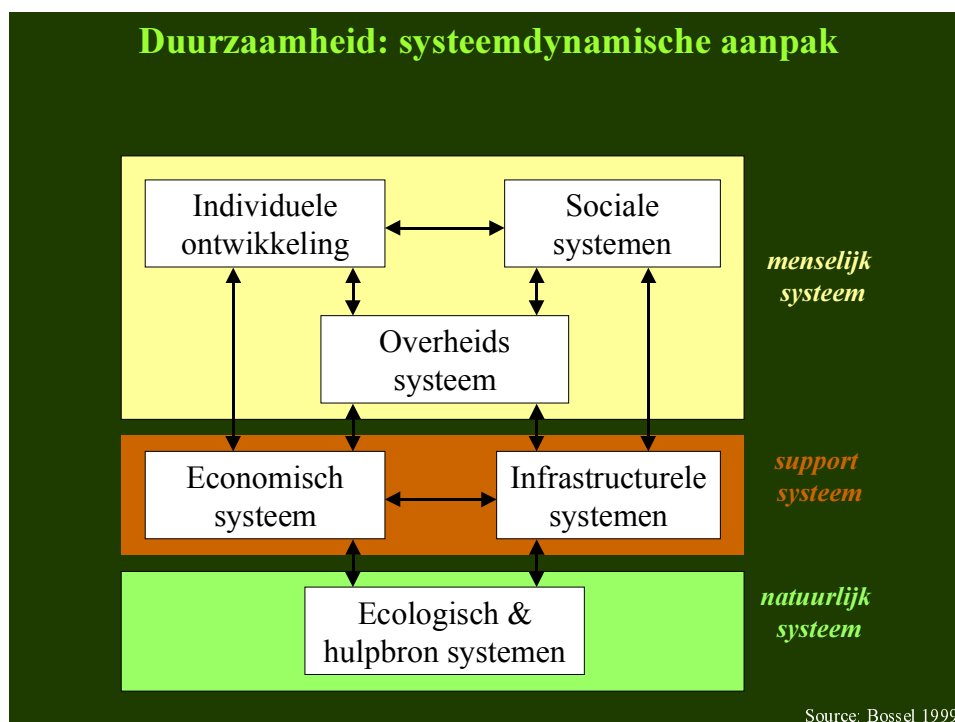 Duurzaamheid: systeemdynamische aanpak
Individuele
ontwikkeling
Sociale
systemen
menselijk
systeem
Overheids
systeem
Economisch
systeem
Infrastructurele
systemen
support
systeem
Ecologisch &
hulpbron systemen
natuurlijk
systeem
Source: Bossel 1999